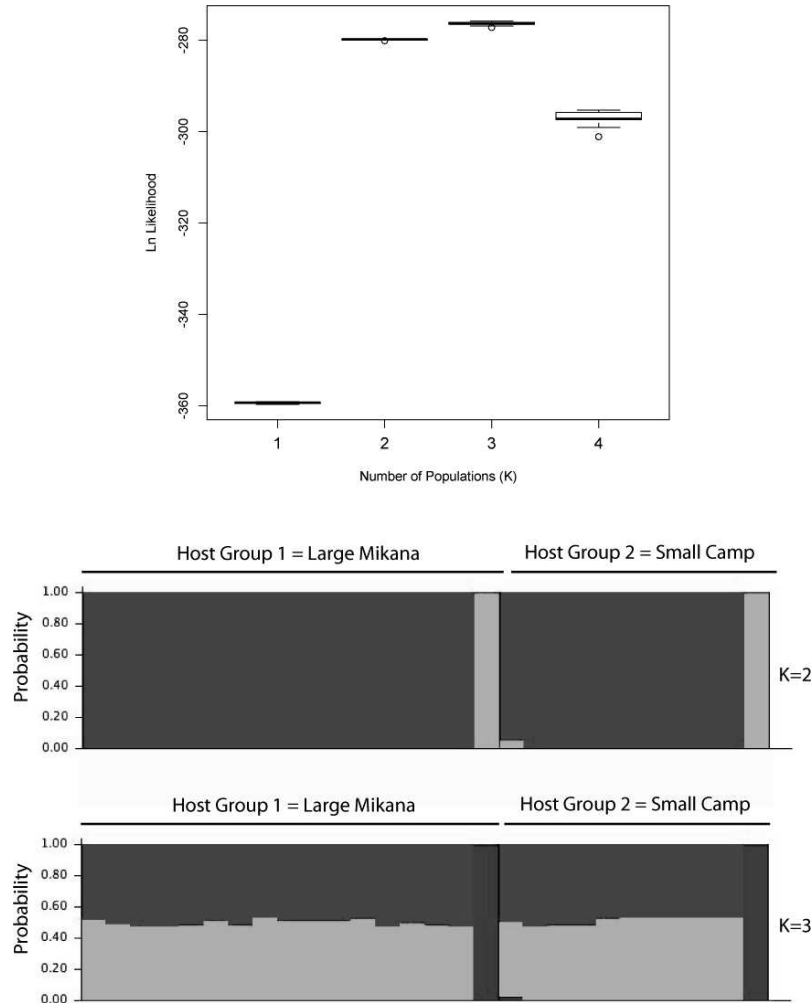 -280
-300
-320
-340
-360
Ln Likelihood
1 2 3 4
Number of Populations (K)
Host Group 1 = Large Mikana Host Group 2 = Small Camp
1.00
0.80
0.60
0.40
0.20
0.00
Probability
K=2
Host Group 1 = Large Mikana Host Group 2 = Small Camp
1.00
0.80
0.60
0.40
0.20
0.00
Probability
K=3